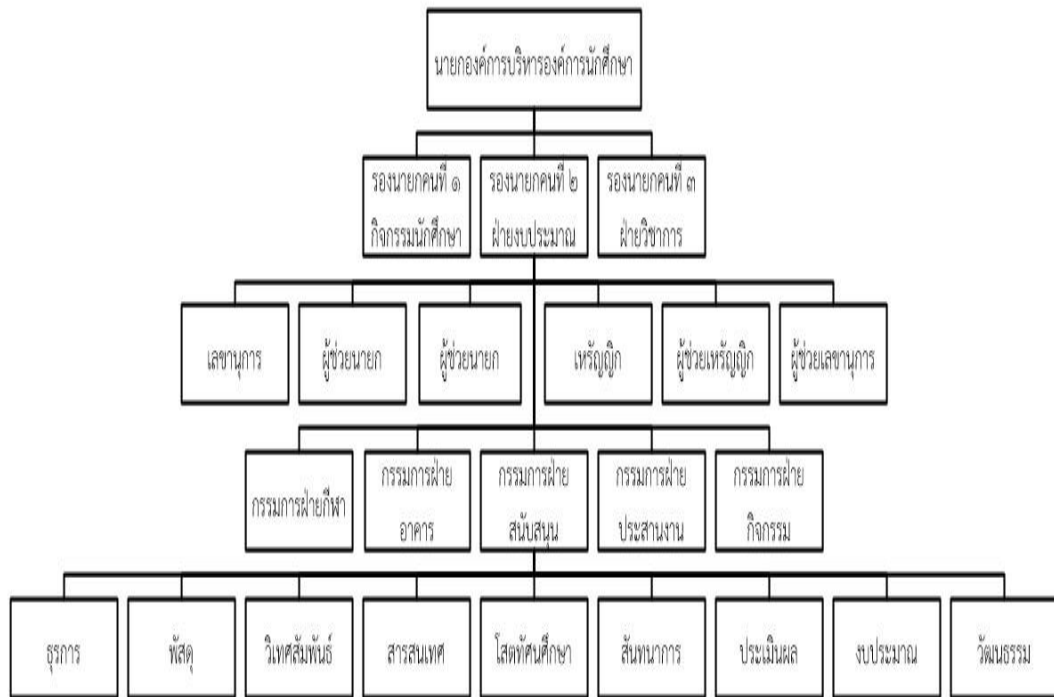 นายกองค์การบริหารองค์การนักศึกษา
รองนายกคนที่ ๑
กิจกรรมนักศึกษา
รองนายกคนที่ ๒
ฝ่ายงบประมาณ
รองนายกคนที่ ๓
ฝ่ายวิชาการ
เลขานุการ
ผู้ช่วยนายก
ผู้ช่วยนายก
เหรัญญิก
ผู้ช่วยเหรัญญิก
ผู้ช่วยเลขานุการ
กรรมการฝ่ายกีฬา
กรรมการฝ่าย
อาคาร
กรรมการฝ่าย
สนับสนุน
กรรมการฝ่าย
ประสานงาน
กรรมการฝ่าย
กิจกรรม
ธุรการ
พัสดุ
วิเทศสัมพันธ์
สารสนเทศ
โสตทัศนศึกษา
สันทนาการ
ประเมินผล
งบประมาณ
วัฒนธรรม